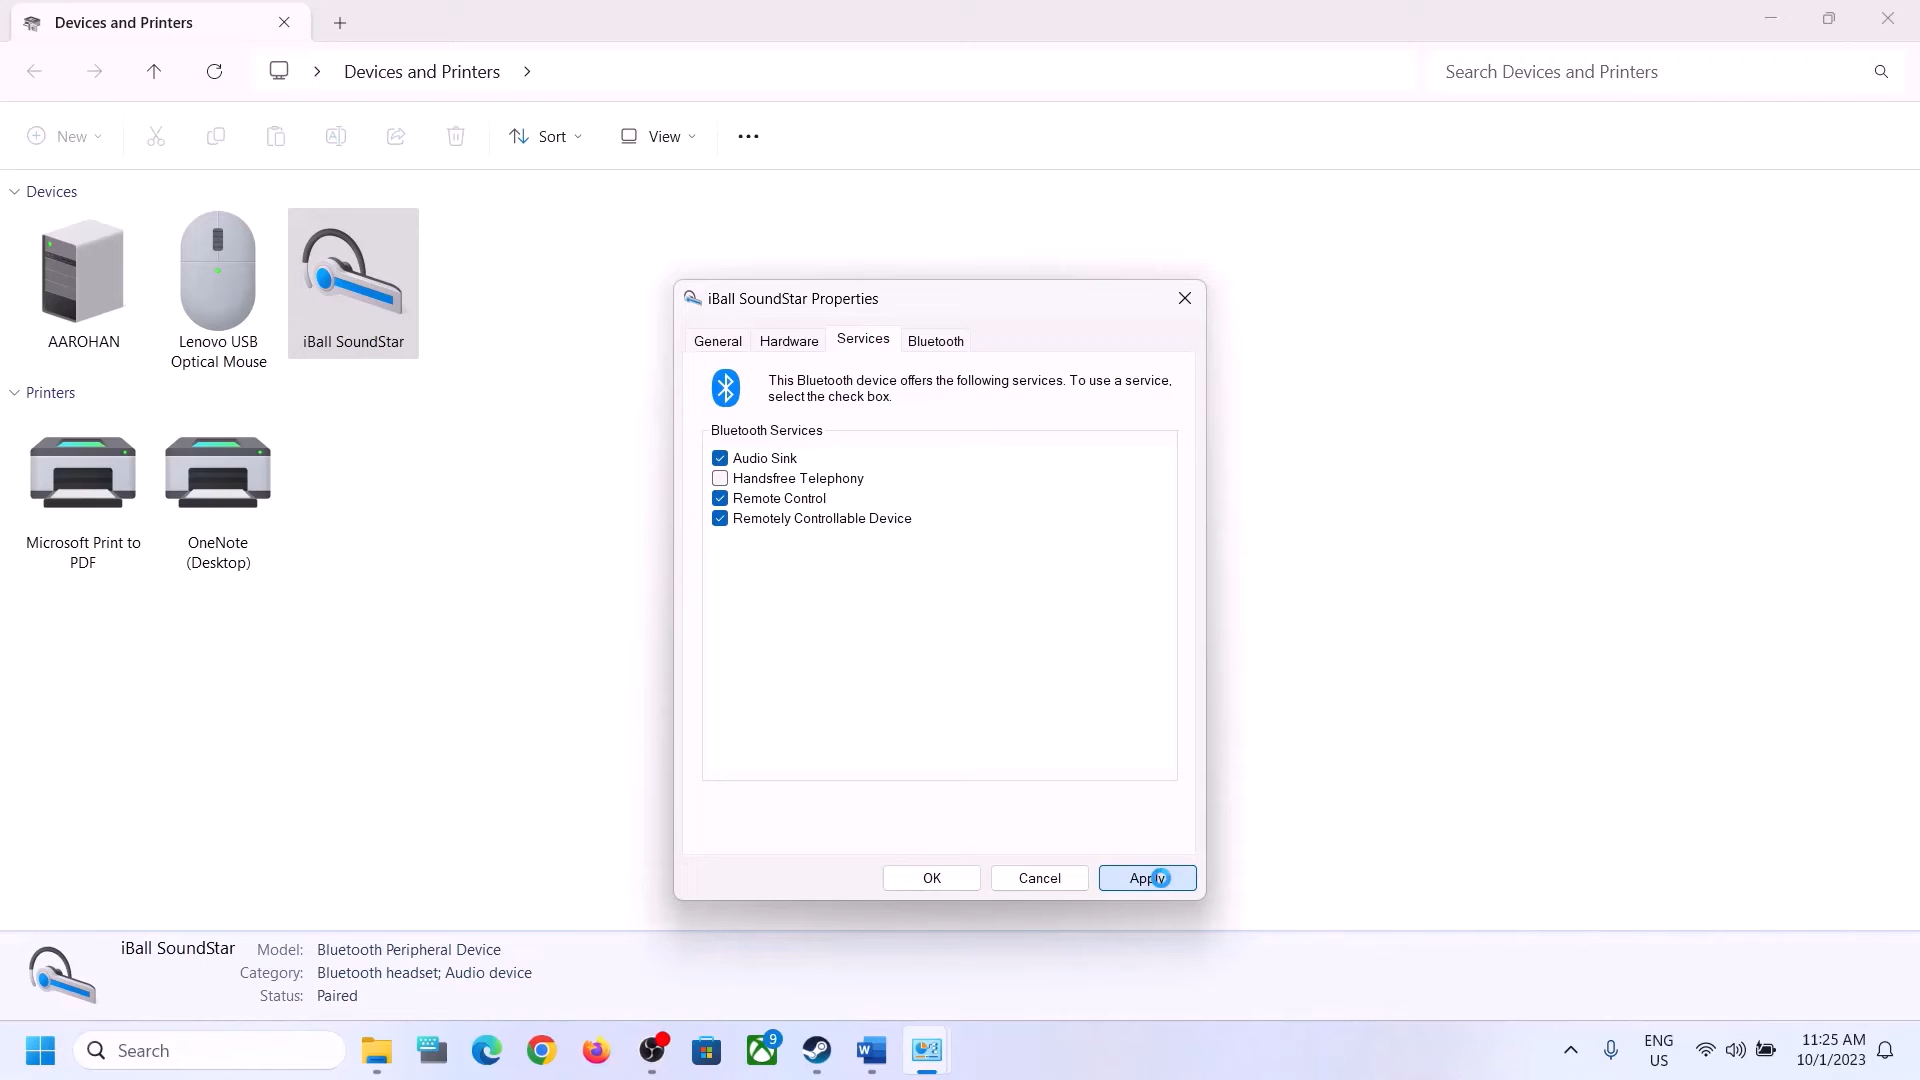 Devices and Printers
Devices and Printers
Search Devices and Printers
New
Sort
View
Devices
AAROHAN
Lenovo USB
Optical Mouse
iBall SoundStar
Printers
Microsoft Print to
PDF
OneNote
(Desktop)
iBall SoundStar Properties
General
Hardware
Services
Bluetooth
This Bluetooth device offers the following services. To use a service,
select the check box.
Bluetooth Services
Audio Sink
Handsfree Telephony
Remote Control
Remotely Controllable Device
OK
Cancel
Apply
iBall SoundStar
Model: Bluetooth Peripheral Device
Category: Bluetooth headset; Audio device
Status: Paired
Search
9
ENG
US
11:25 AM
10/1/2023